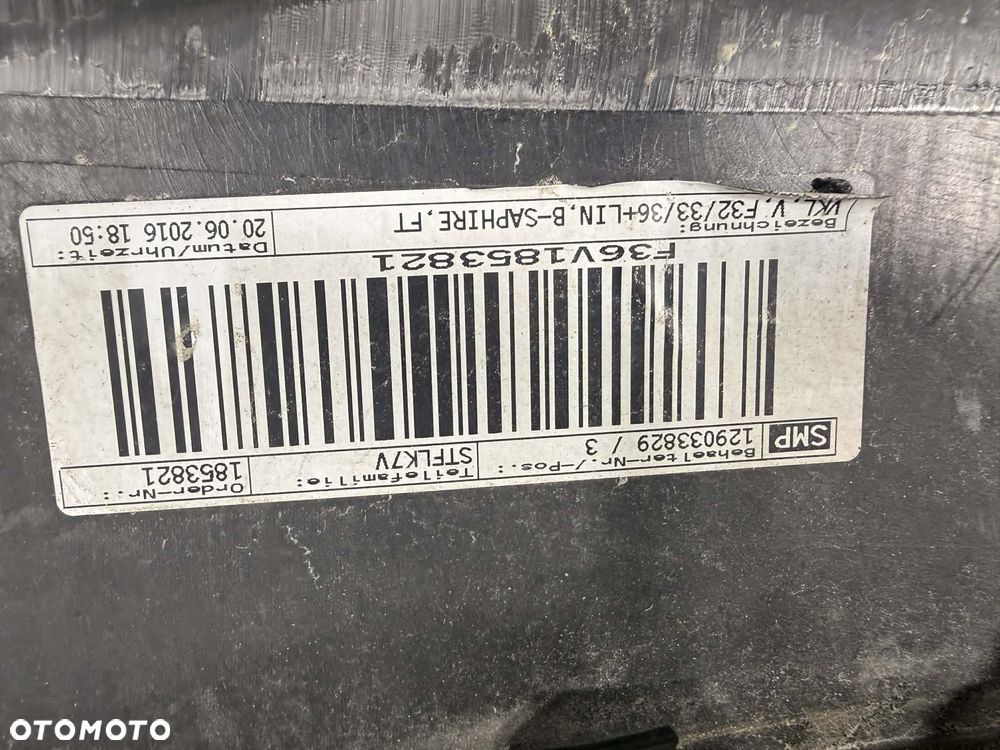 SMP
Behaelter-Nr./-Pos.:
129033829 / 3
Teilefamilie:
STFLK7V
Order-Nr.:
1853821
F36V1853821
Bezeichnung:
VKL,V,F32/33/36+LIN,B-SAPHIRE,FT
Datum/Uhrzeit:
20.06.2016 18:50
OTOMOTO